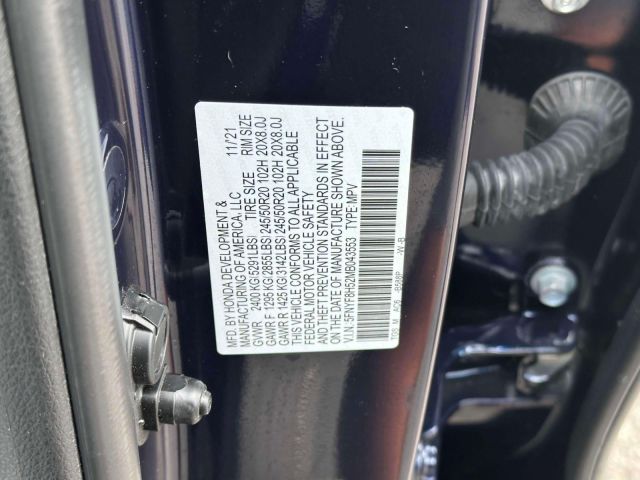 MFD. BY HONDA DEVELOPMENT & 11/21
MANUFACTURING OF AMERICA, LLC
GVWR 2400 KG(5291LBS) TIRE SIZE RIM SIZE
GAWR F 1295 KG(2855LBS)245/50R20 102H 20X8.0J
GAWR R 1425 KG(3142LBS)245/50R20 102H 20X8.0J
THIS VEHICLE CONFORMS TO ALL APPLICABLE
FEDERAL MOTOR VEHICLE SAFETY
AND THEFT PREVENTION STANDARDS IN EFFECT
ON THE DATE OF MANUFACTURE SHOWN ABOVE.
V.I.N.:5FNYF8H52MB043553 TYPE:MPV
AC6 B588P -W-B